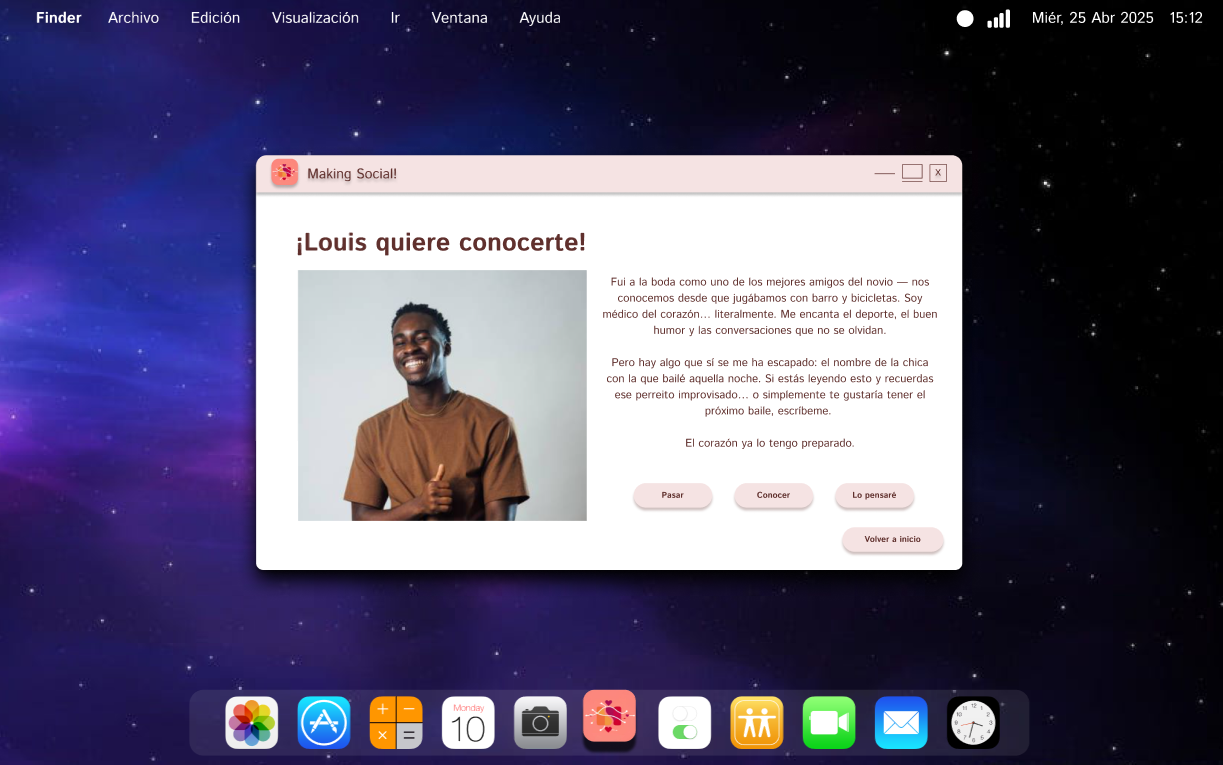 Finder Archivo Edición Visualización Ir Ventana Ayuda Miér, 25 Abr 2025 15:12
Making Social! X
¡Louis quiere conocerte!
Fui a la boda como uno de los mejores amigos del novio — nos
conocemos desde que jugábamos con barro y bicicletas. Soy
médico del corazón… literalmente. Me encanta el deporte, el buen
humor y las conversaciones que no se olvidan.
Pero hay algo que sí se me ha escapado: el nombre de la chica
con la que bailé aquella noche. Si estás leyendo esto y recuerdas
ese perreito improvisado… o simplemente te gustaría tener el
próximo baile, escríbeme.
El corazón ya lo tengo preparado.
Pasar Conocer Lo pensaré
Volver a inicio
Monday
10